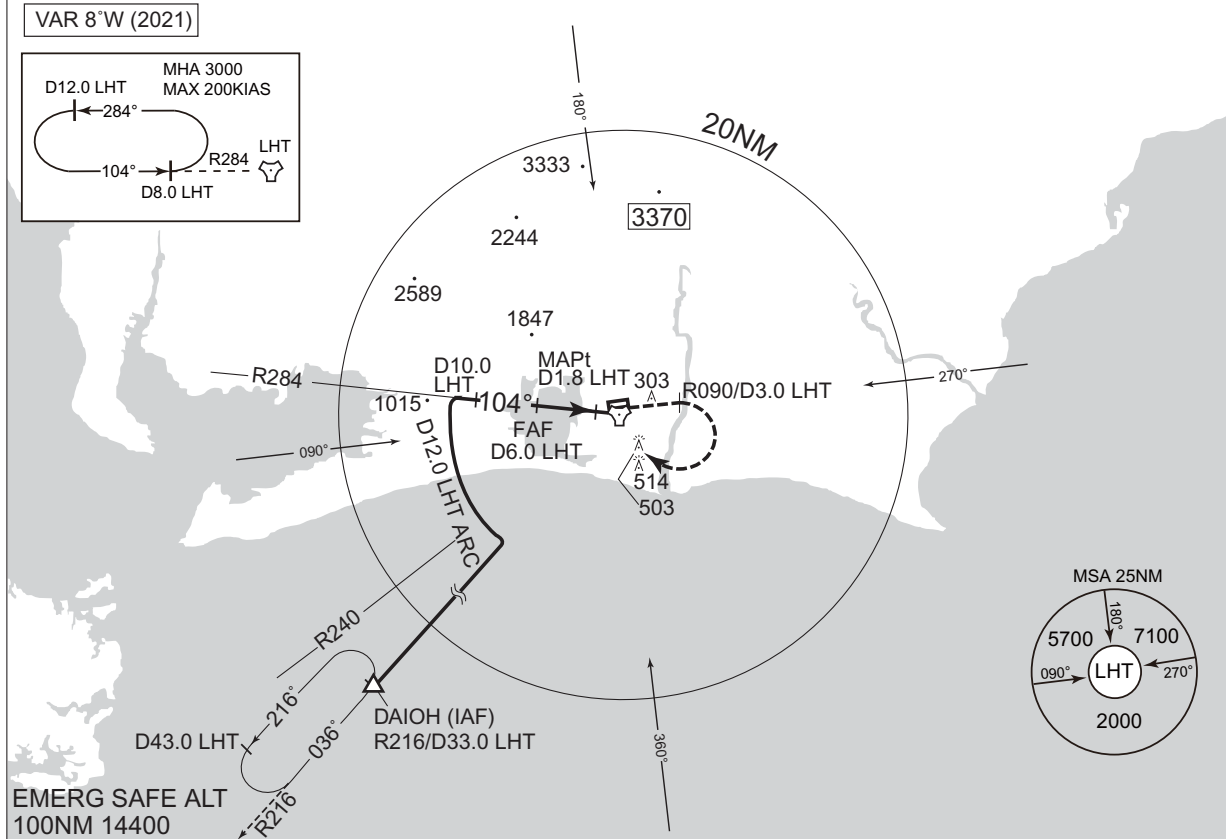 VAR 8°W (2021)
MHA 3000
MAX 200KIAS
D12.0 LHT
284°
LHT
R284
104°
D8.0 LHT
180°
20NM
3333
3370
2244
2589
1847
MAPt
D1.8 LHT
303
R090/D3.0 LHT
270°
R284
D10.0
LHT
1015
104°
FAF
D6.0 LHT
090°
D12.0 LHT ARC
514
503
R240
216°
036°
DAIOH (IAF)
R216/D33.0 LHT
D43.0 LHT
R216
360°
EMERG SAFE ALT
100NM 14400
MSA 25NM
180°
5700
7100
090°
LHT
270°
2000